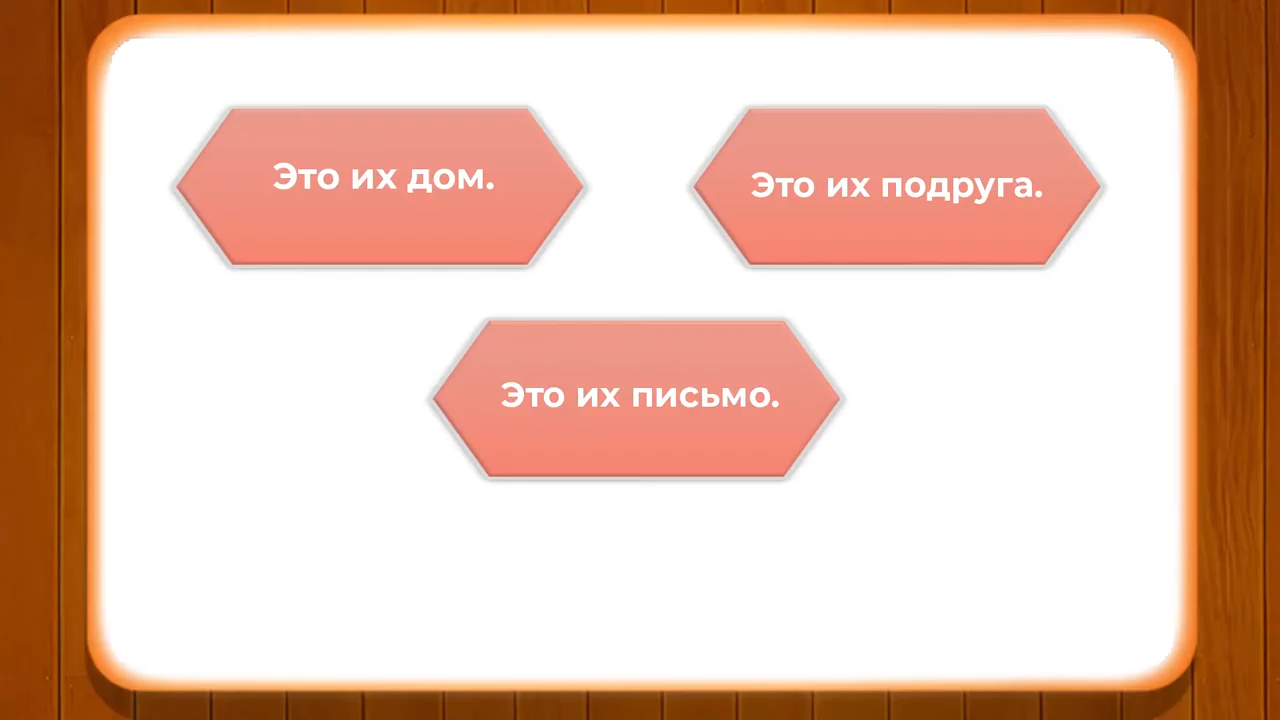 Это их дом.
Это их подруга.
Это их письмо.